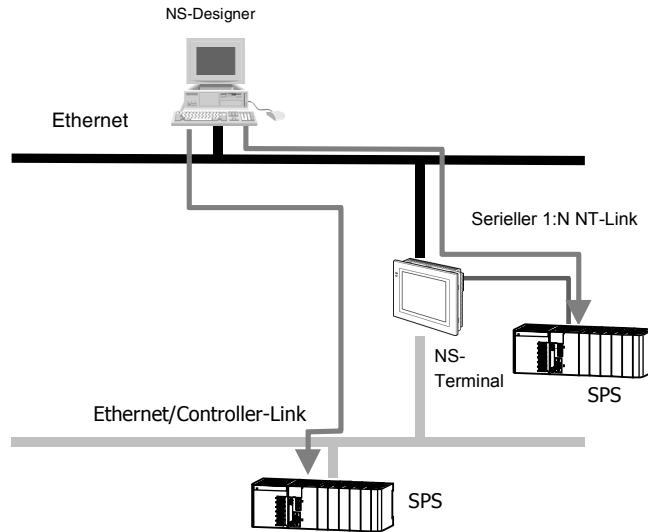 NS-Designer
Ethernet
Serieller 1:N NT-Link
NS-
Terminal
SPS
Ethernet/Controller-Link
SPS